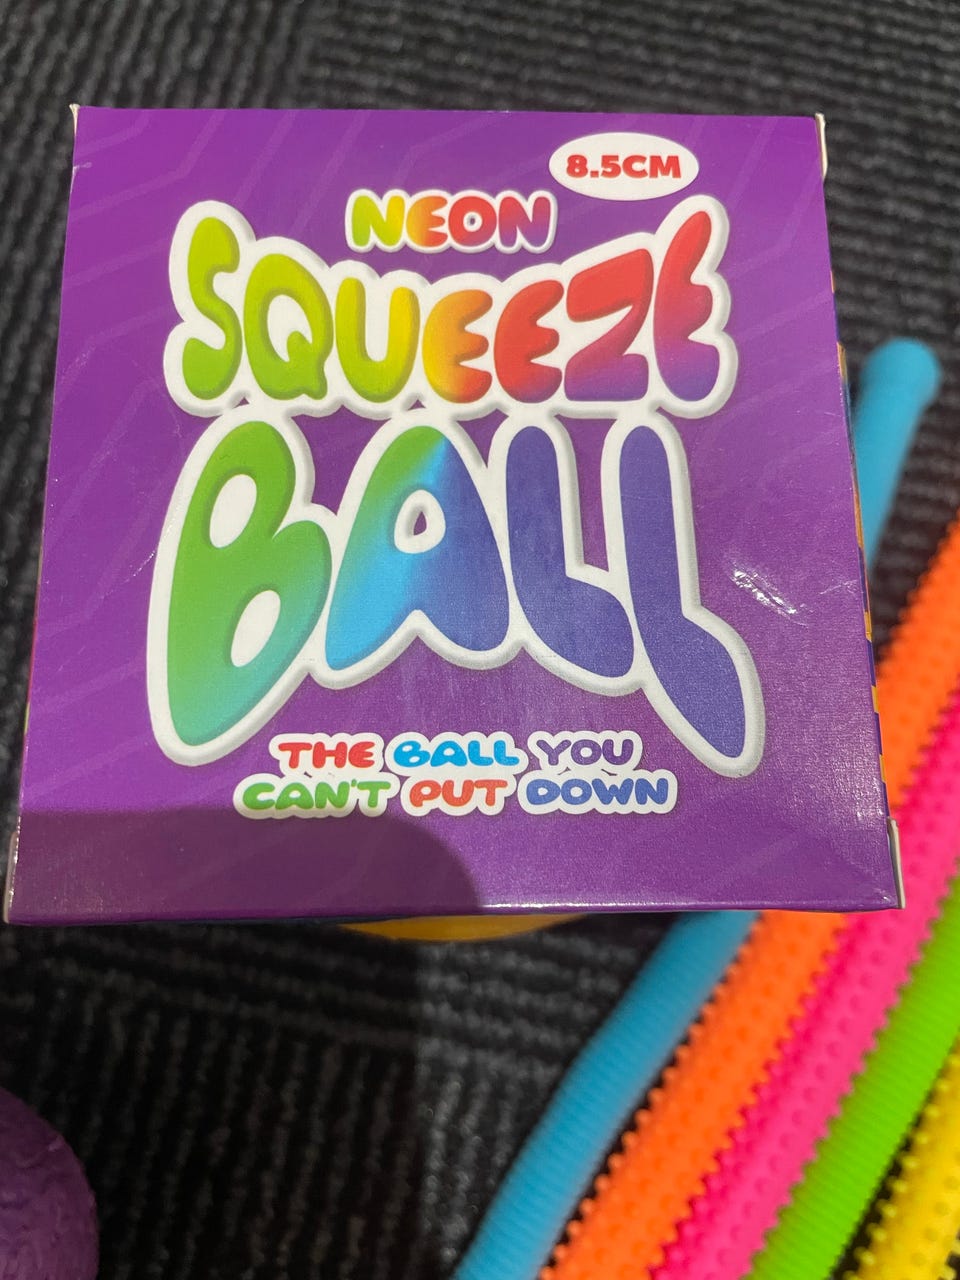 8.5CM
NEON
SQUEEZE
BALL
THE BALL YOU
CAN'T PUT DOWN